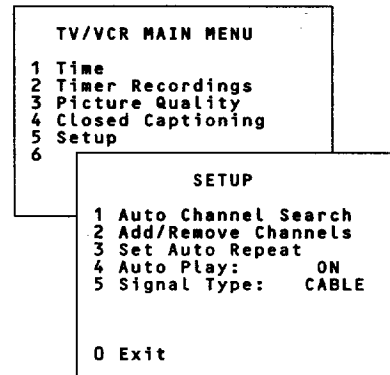 TV/VCR MAIN MENU
1 Time
2 Timer Recordings
3 Picture Quality
4 Closed Captioning
5 Setup
6
SETUP
1 Auto Channel Search
2 Add/Remove Channels
3 Set Auto Repeat
4 Auto Play: ON
5 Signal Type: CABLE
0 Exit